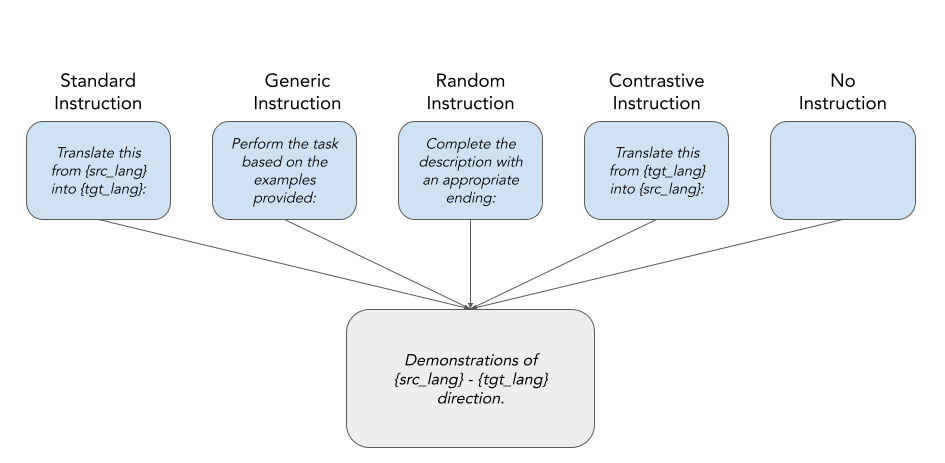 Standard
Instruction
Generic
Instruction
Random
Instruction
Contrastive
Instruction
No
Instruction
Translate this
from {src_lang}
into {tgt_lang}:
Perform the task
based on the
examples
provided:
Complete the
description with
an appropriate
ending:
Translate this
from {tgt_lang}
into {src_lang}:
Demonstrations of
{src_lang} - {tgt_lang}
direction.